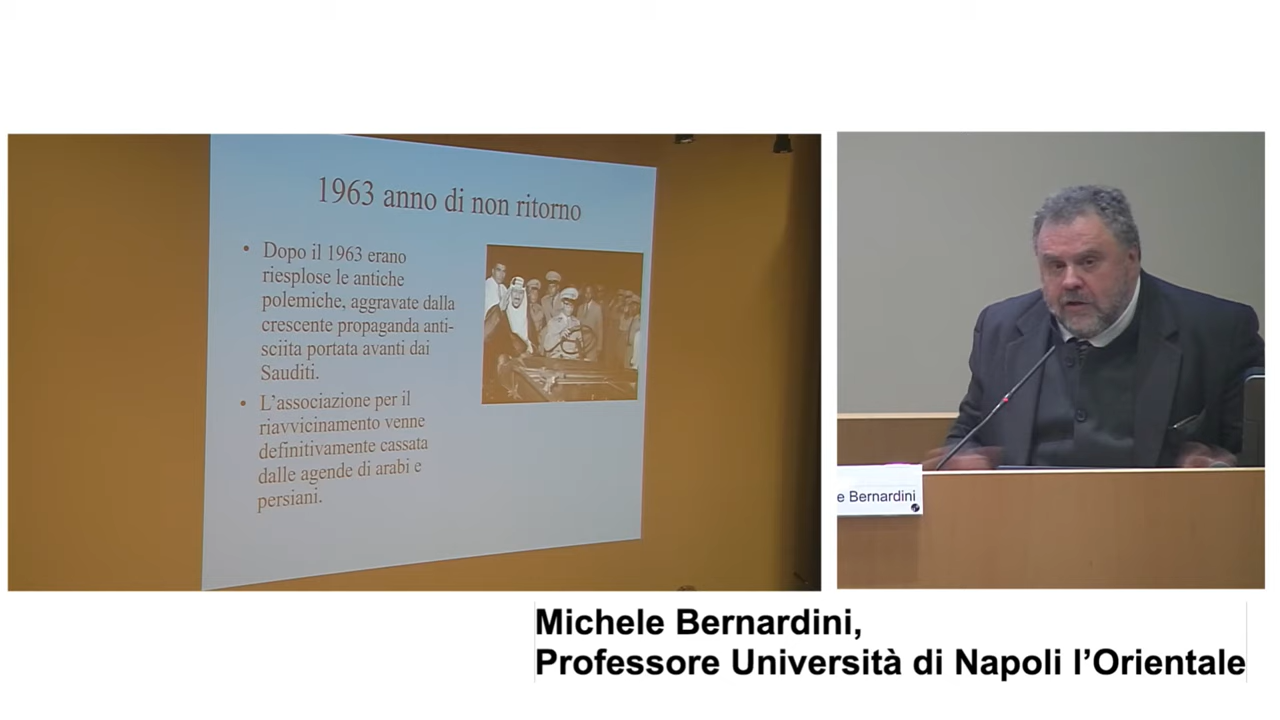 1963 anno di non ritorno
• Dopo il 1963 erano
riesplose le antiche
polemiche, aggravate dalla
crescente propaganda anti-
sciita portata avanti dai
Sauditi.
• L'associazione per il
riavvicinamento venne
definitivamente cassata
dalle agende di arabi e
persiani.
e Bernardini
Michele Bernardini,
Professore Università di Napoli l'Orientale